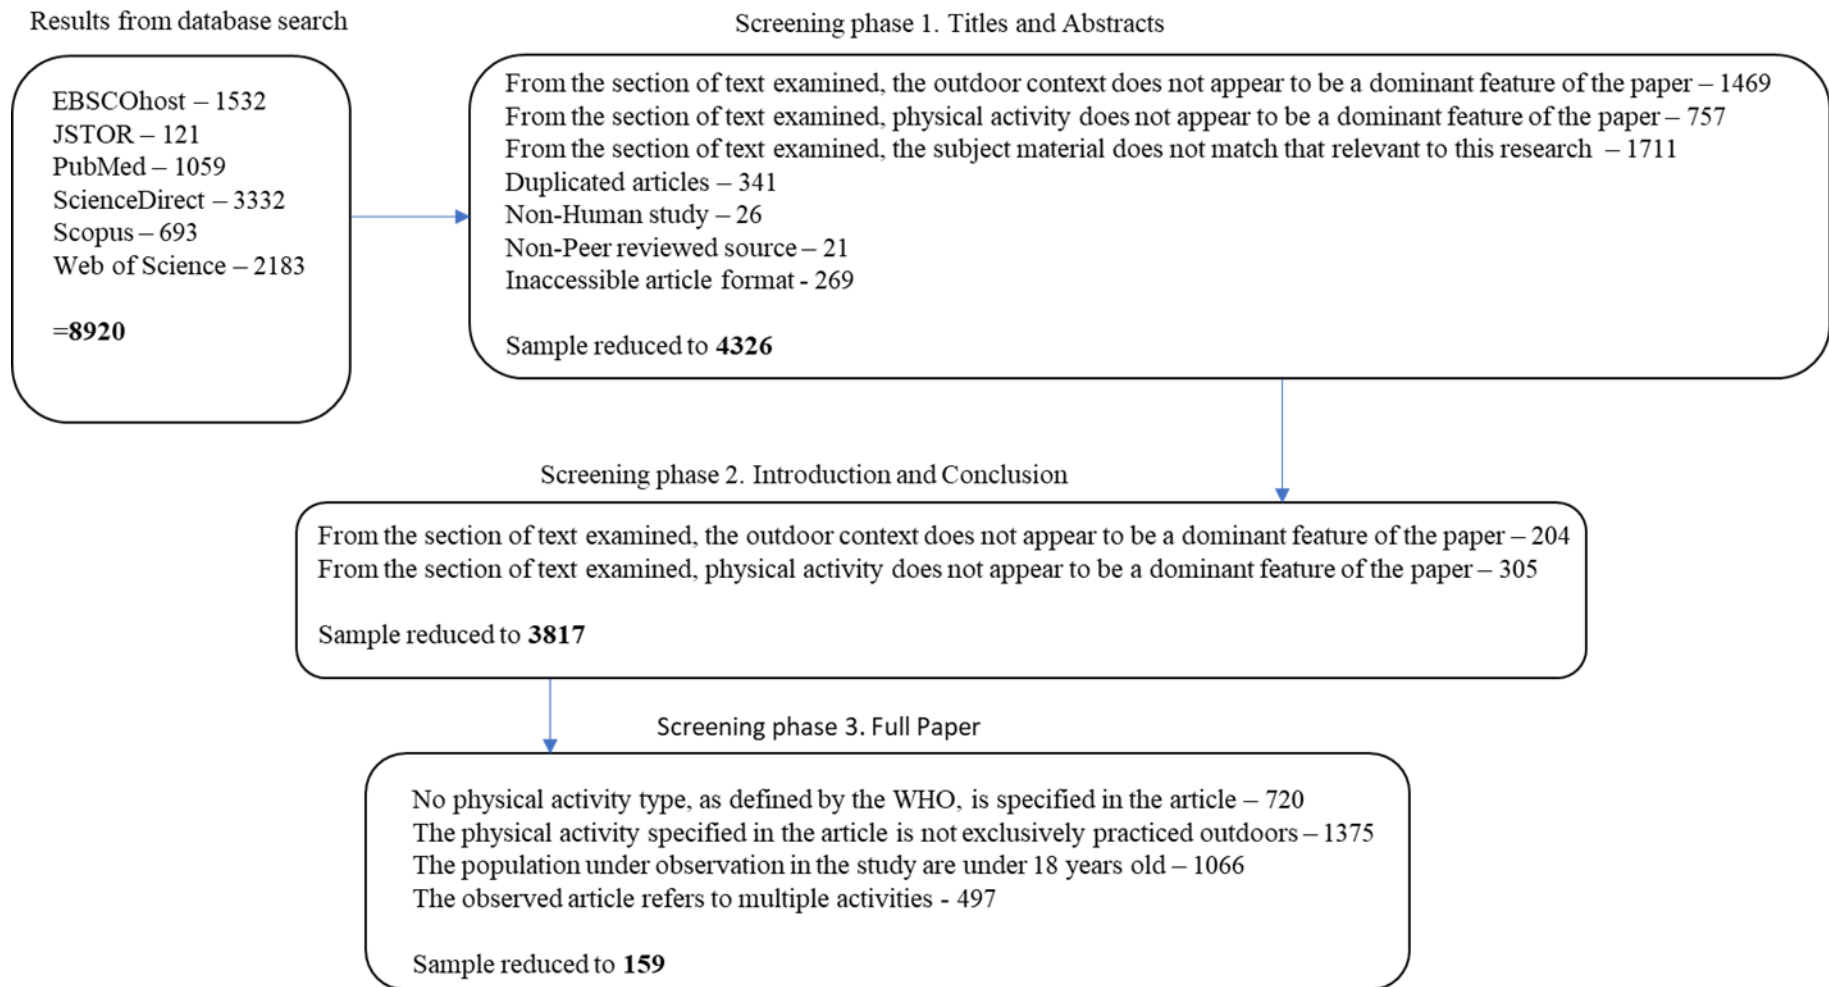 Results from database search
EBSCOhost – 1532
JSTOR – 121
PubMed – 1059
ScienceDirect – 3332
Scopus – 693
Web of Science – 2183
=8920
Screening phase 1. Titles and Abstracts
From the section of text examined, the outdoor context does not appear to be a dominant feature of the paper – 1469
From the section of text examined, physical activity does not appear to be a dominant feature of the paper – 757
From the section of text examined, the subject material does not match that relevant to this research – 1711
Duplicated articles – 341
Non-Human study – 26
Non-Peer reviewed source – 21
Inaccessible article format - 269
Sample reduced to 4326
Screening phase 2. Introduction and Conclusion
From the section of text examined, the outdoor context does not appear to be a dominant feature of the paper – 204
From the section of text examined, physical activity does not appear to be a dominant feature of the paper – 305
Sample reduced to 3817
Screening phase 3. Full Paper
No physical activity type, as defined by the WHO, is specified in the article – 720
The physical activity specified in the article is not exclusively practiced outdoors – 1375
The population under observation in the study are under 18 years old – 1066
The observed article refers to multiple activities - 497
Sample reduced to 159